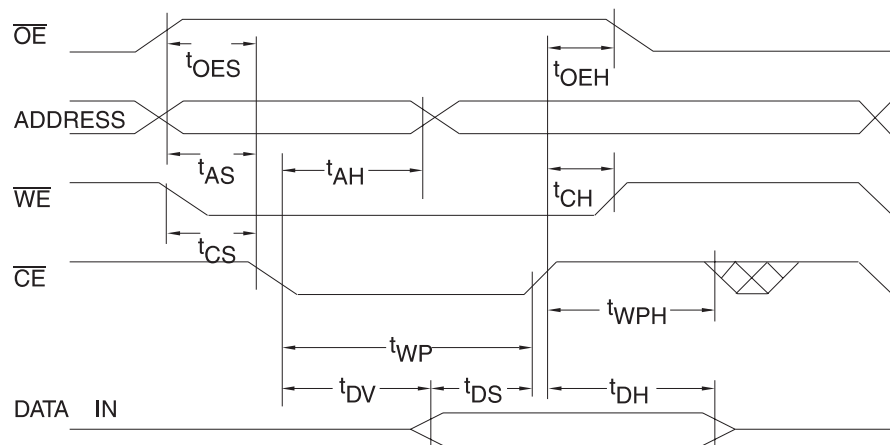 OE
tOES
tOEH
ADDRESS
tAS
tAH
tCH
WE
tCS
CE
tWPH
tWP
tDV
tDS
tDH
DATA IN